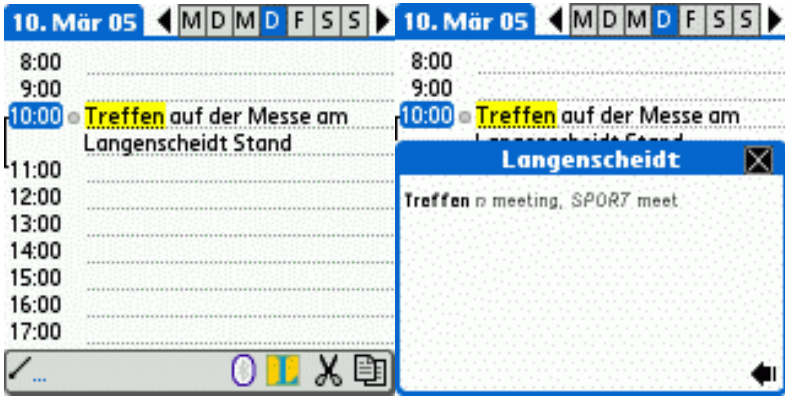 10. Mär 05 M D M D F S S
8:00
9:00
10:00 Treffen auf der Messe am
Langenscheidt Stand
11:00
12:00
13:00
14:00
15:00
16:00
17:00
...
L
10. Mär 05 M D M D F S S
8:00
9:00
10:00 Treffen auf der Messe am
Langenscheidt Stand
Langenscheidt
Treffen n meeting, SPORT meet